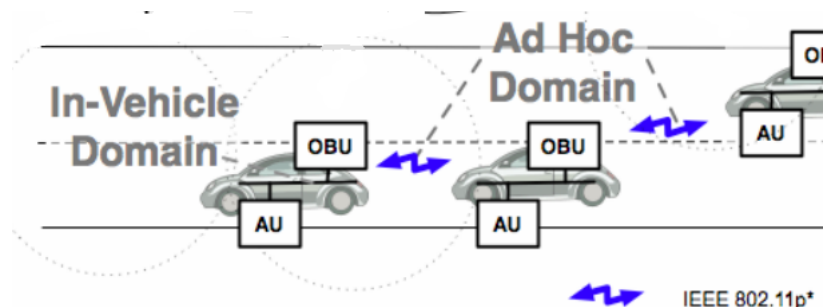 Ad Hoc
Domain
In-Vehicle
Domain
OBU
OBU
AU
AU
AU
IEEE 802.11p*